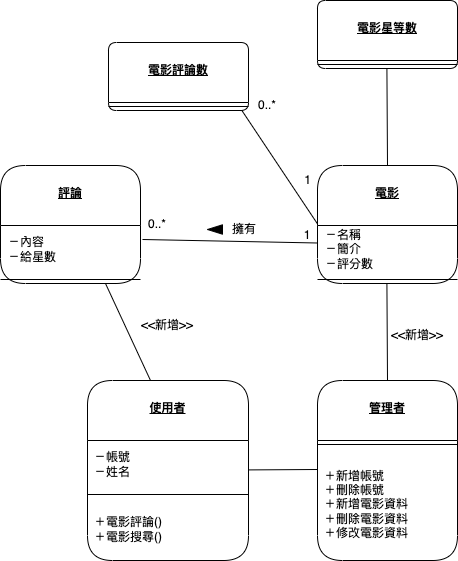 電影星等數
電影評論數
0..*
1
評論
電影
0..*
擁有
1
－內容
－給星數
－名稱
－簡介
－評分數
<<新增>>
<<新增>>
使用者
管理者
－帳號
－姓名
＋電影評論()
＋電影搜尋()
＋新增帳號
＋刪除帳號
＋新增電影資料
＋刪除電影資料
＋修改電影資料